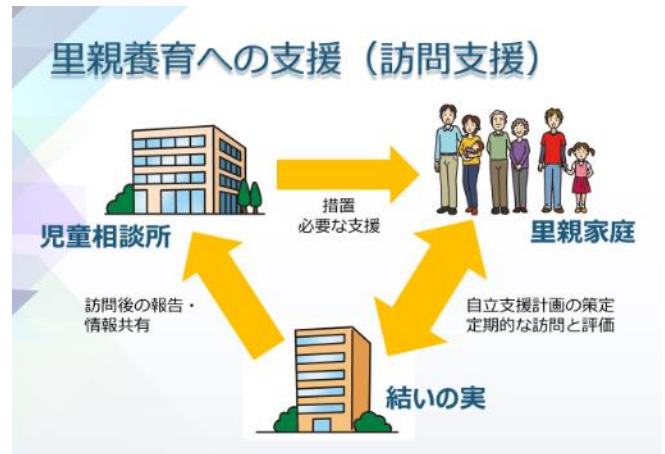 里親養育への支援（訪問支援）
措置
必要な支援
児童相談所
里親家庭
訪問後の報告・
情報共有
自立支援計画の策定
定期的な訪問と評価
結いの実